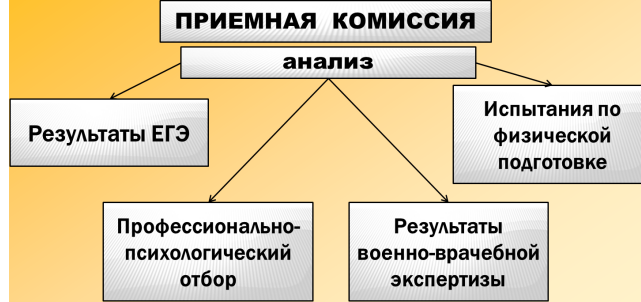 ПРИЕМНАЯ КОМИССИЯ
анализ
Результаты ЕГЭ
Испытания по
физической
подготовке
Профессионально-
психологический
отбор
Результаты
военно-врачебной
экспертизы